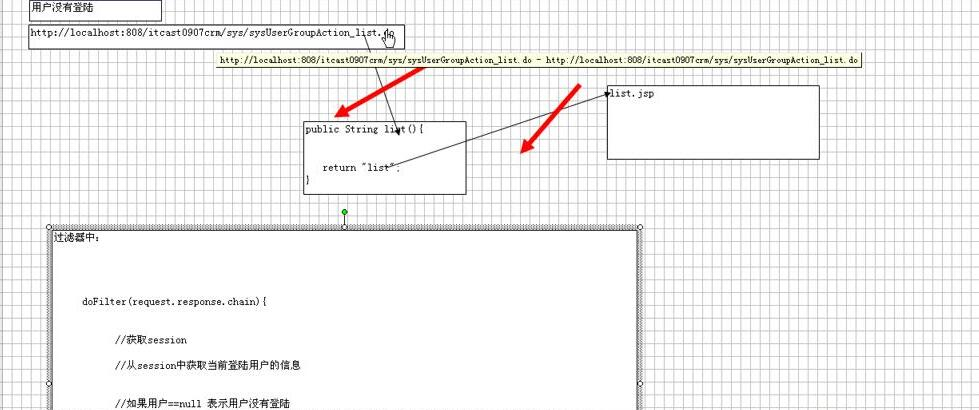 用户没有登陆
http://localhost:808/itcast0907crm/sys/sysUserGroupAction_list.do
http://localhost:808/itcast0907crm/sys/sysUserGroupAction_list.do - http://localhost:808/itcast0907crm/sys/sysUserGroupAction_list.do
list.jsp
public String list(){
return "list";
}
过滤器中:
doFilter(request.response.chain){
//获取session
//从session中获取当前登陆用户的信息
//如果用户==null 表示用户没有登陆